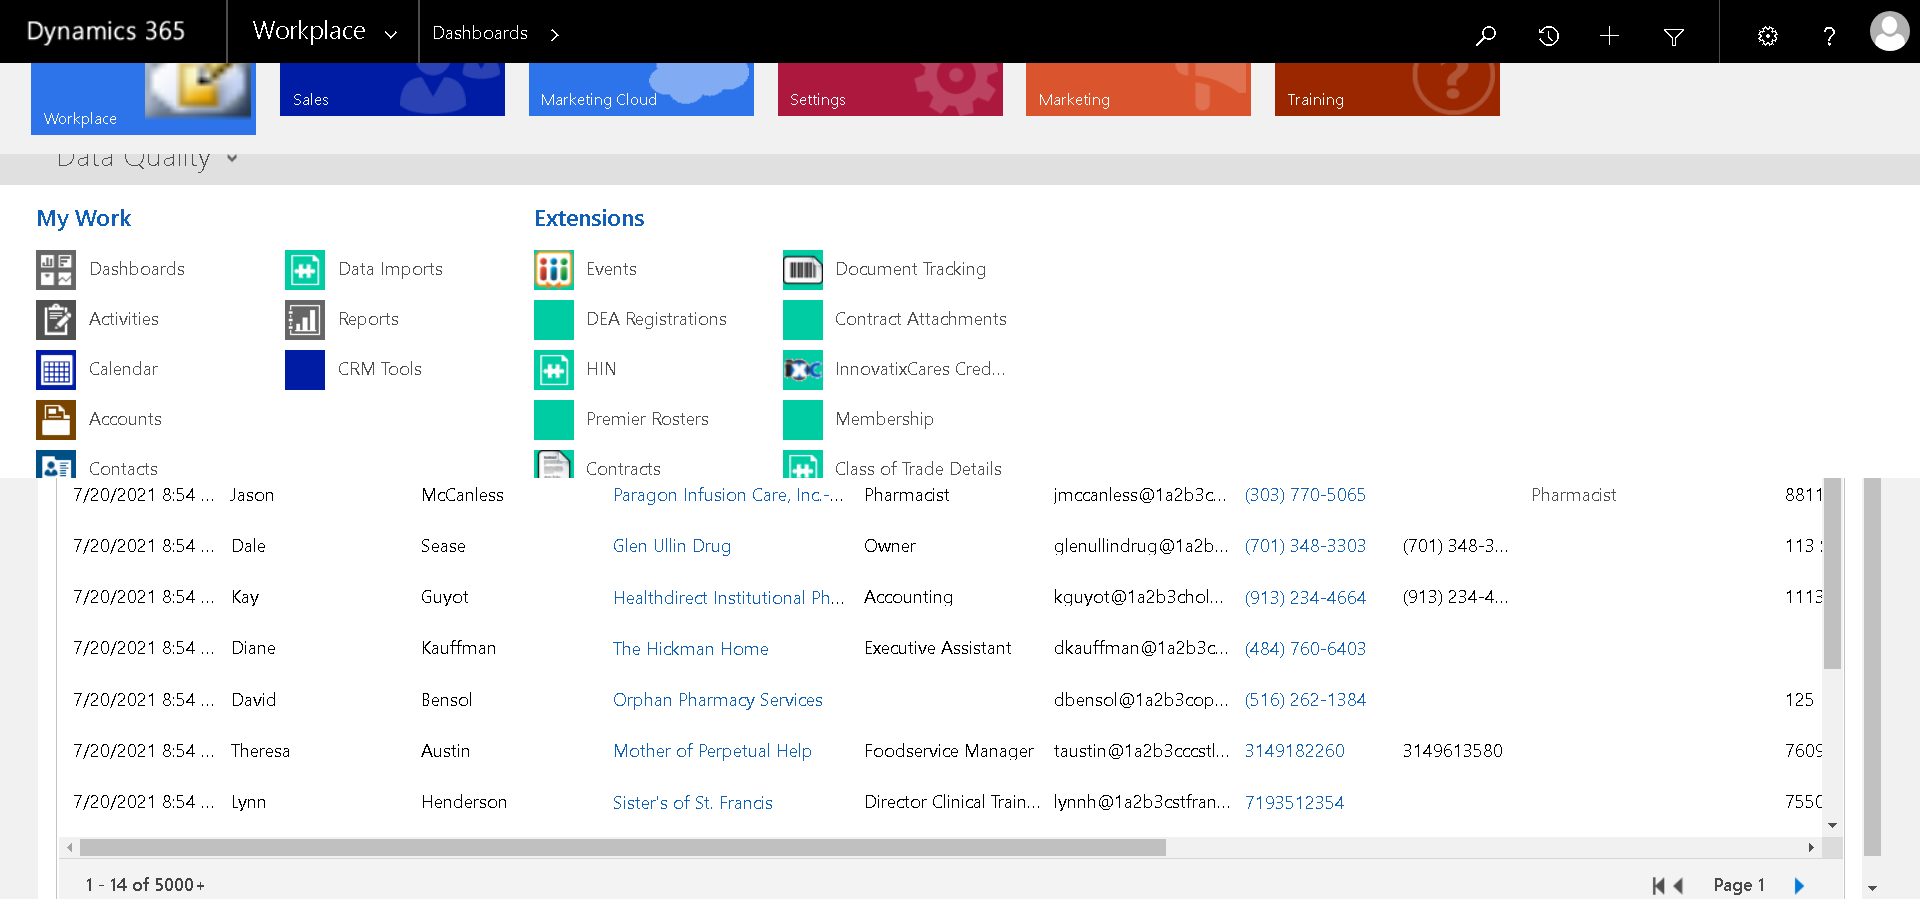 Dynamics 365 Workplace Dashboards
Workplace Sales Marketing Cloud Settings Marketing Training
Data Quality
My Work Extensions
Dashboards Data Imports Events Document Tracking
Activities Reports DEA Registrations Contract Attachments
Calendar CRM Tools HIN InnovatixCares Cred...
Accounts Premier Rosters Membership
Contacts Contracts Class of Trade Details
7/20/2021 8:54 ... Jason McCanless Paragon Infusion Care, Inc.-... Pharmacist jmccanless@1a2b3c... (303) 770-5065 Pharmacist 8811
7/20/2021 8:54 ... Dale Sease Glen Ullin Drug Owner glenullindrug@1a2b... (701) 348-3303 (701) 348-3... 113
7/20/2021 8:54 ... Kay Guyot Healthdirect Institutional Ph... Accounting kguyot@1a2b3chol... (913) 234-4664 (913) 234-4... 1113
7/20/2021 8:54 ... Diane Kauffman The Hickman Home Executive Assistant dkauffman@1a2b3c... (484) 760-6403
7/20/2021 8:54 ... David Bensol Orphan Pharmacy Services dbensol@1a2b3cop... (516) 262-1384 125
7/20/2021 8:54 ... Theresa Austin Mother of Perpetual Help Foodservice Manager taustin@1a2b3cccstl... 3149182260 3149613580 7609
7/20/2021 8:54 ... Lynn Henderson Sister's of St. Francis Director Clinical Train... lynnh@1a2b3cstfran... 7193512354 7550
1 - 14 of 5000+ Page 1